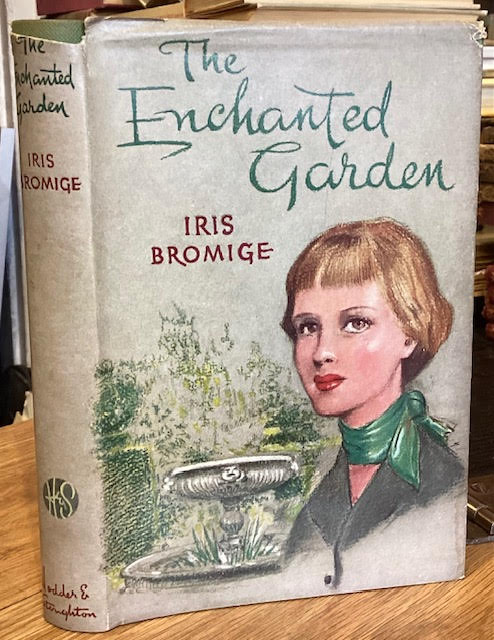 The
Enchanted
Garden
IRIS
BROMIGE
The
Enchanted
Garden
IRIS
BROMIGE
H&S
Hodder &
Stoughton